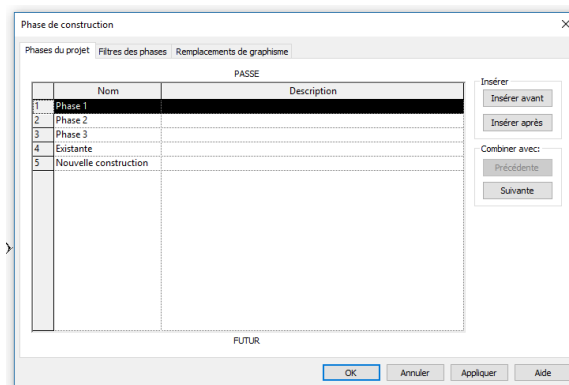 Phase de construction
Phases du projet Filtres des phases Remplacements de graphisme
PASSE
Nom Description
1 Phase 1
2 Phase 2
3 Phase 3
4 Existante
5 Nouvelle construction
FUTUR
Insérer
Insérer avant
Insérer après
Combiner avec:
Précédente
Suivante
OK Annuler Appliquer Aide